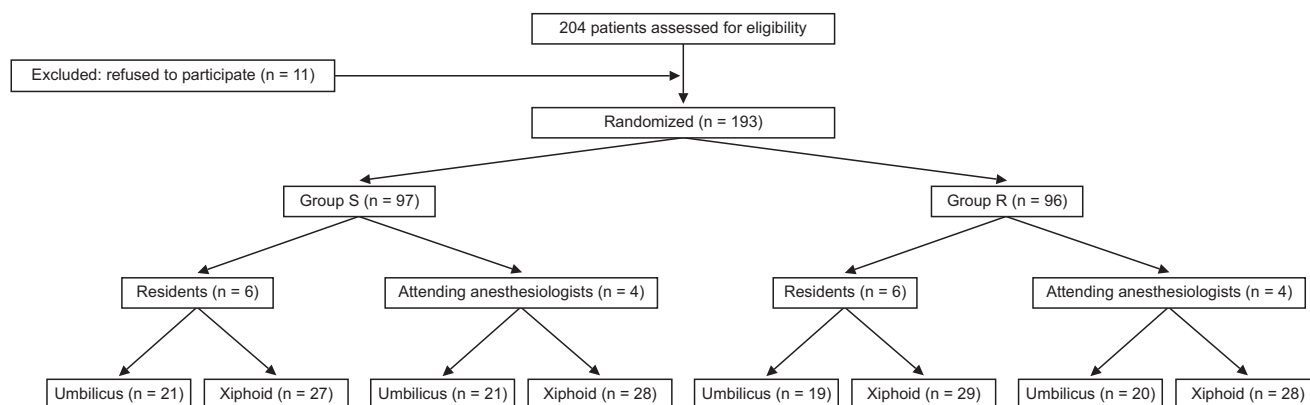 204 patients assessed for eligibility
Excluded: refused to participate (n = 11)
Randomized (n = 193)
Group S (n = 97)
Group R (n = 96)
Residents (n = 6)
Attending anesthesiologists (n = 4)
Residents (n = 6)
Attending anesthesiologists (n = 4)
Umbilicus (n = 21)
Xiphoid (n = 27)
Umbilicus (n = 21)
Xiphoid (n = 28)
Umbilicus (n = 19)
Xiphoid (n = 29)
Umbilicus (n = 20)
Xiphoid (n = 28)